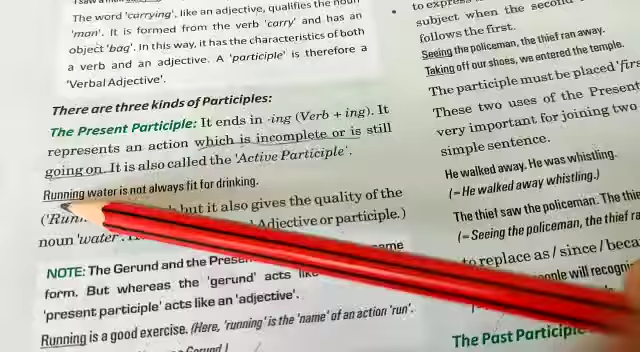 The word 'carrying', like an adjective, qualifies the noun
'man'. It is formed from the verb 'carry' and has an
object 'bag'. In this way, it has the characteristics of both
a verb and an adjective. A 'participle' is therefore a
'Verbal Adjective'.
There are three kinds of Participles:
The Present Participle: It ends in -ing (Verb + ing). It
represents an action which is incomplete or is still
going on. It is also called the 'Active Participle'.
Running water is not always fit for drinking.
but it also gives the quality of the
noun 'water'. Adjective or participle.)
NOTE: The Gerund and the
form. But whereas the 'gerund' acts
'present participle' acts like an 'adjective'.
Running is a good exercise. (Here, 'running' is the 'name' of an action 'run'.
subject when the second
follows the first.
Seeing the policeman, the thief ran away.
Taking off our shoes, we entered the temple.
The participle must be placed
These two uses of the Present
very important for joining two
simple sentence.
He walked away. He was whistling.
(= He walked away whistling.)
The thief saw the policeman. The
(= Seeing the policeman, the thief
to replace as / since /
will
The Past